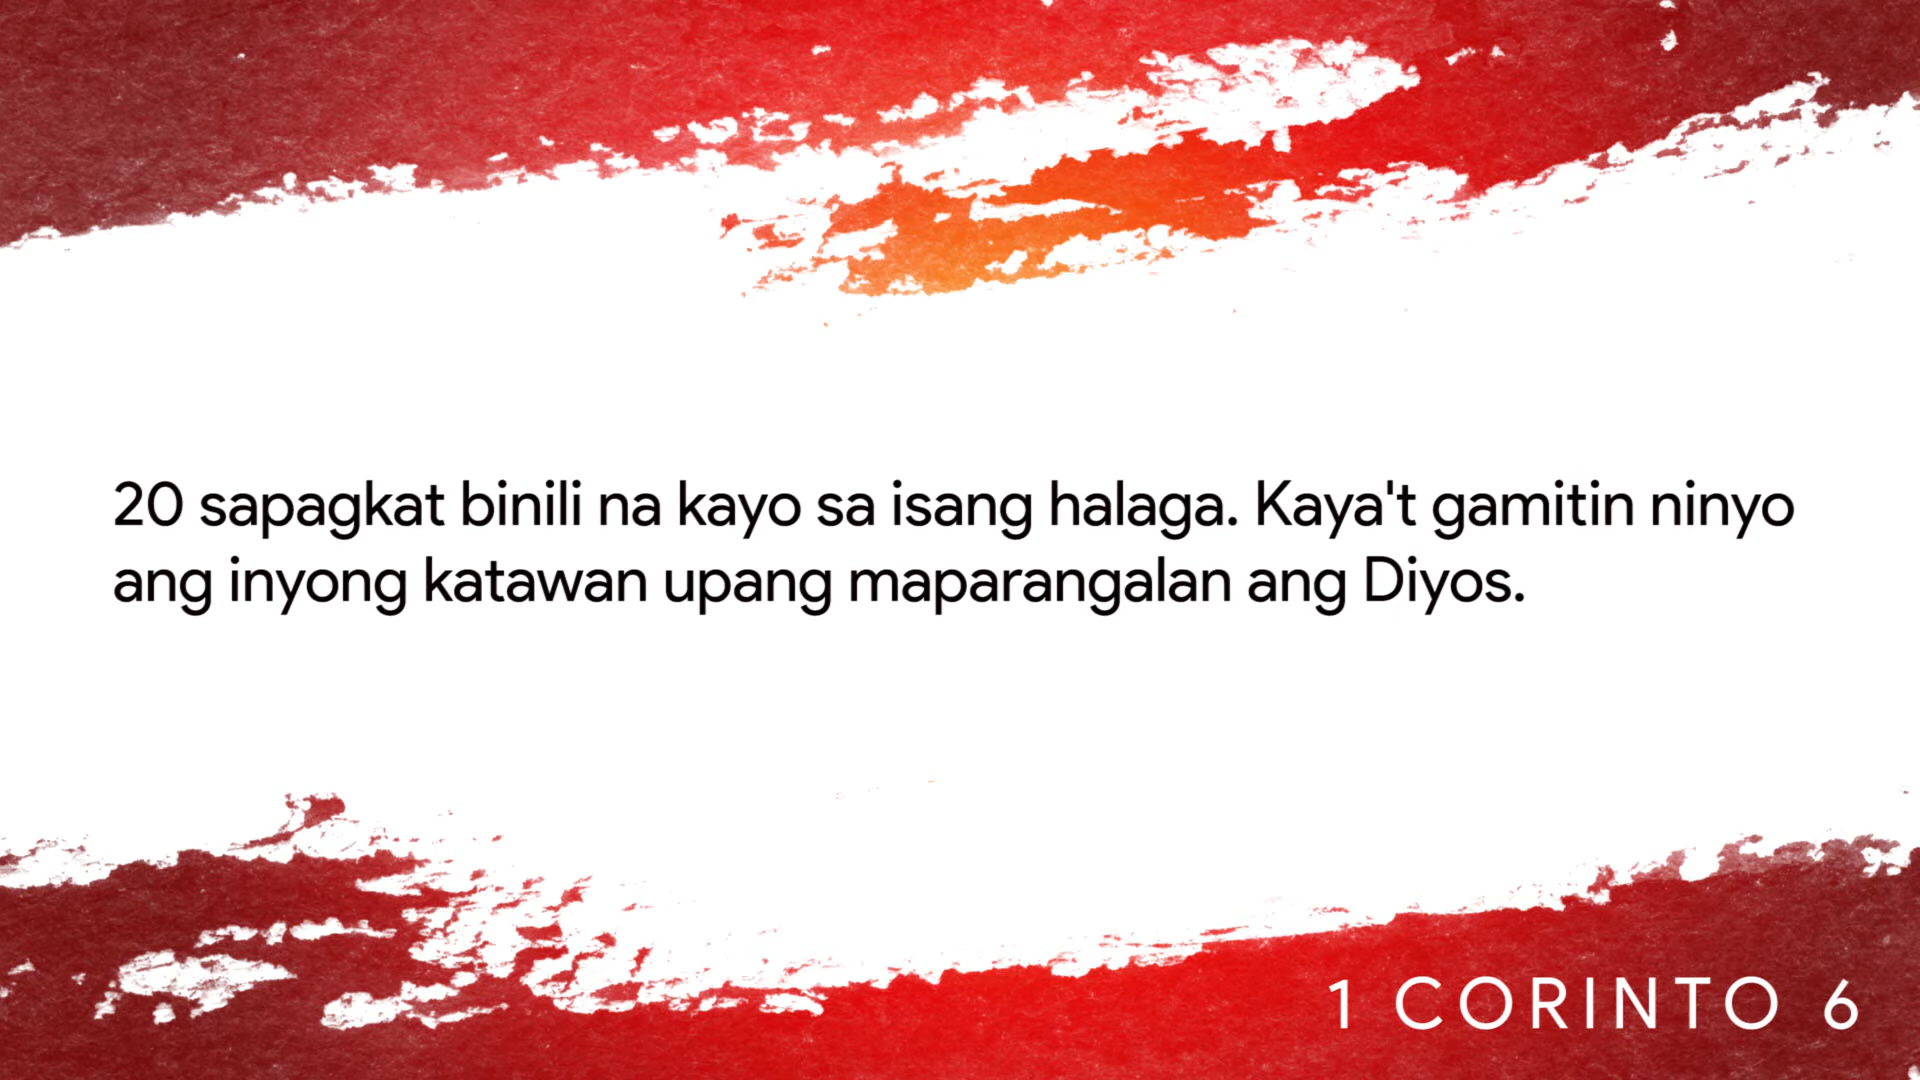 20 sapagkat binili na kayo sa isang halaga. Kaya't gamitin ninyo
ang inyong katawan upang maparangalan ang Diyos.
1 CORINTO 6